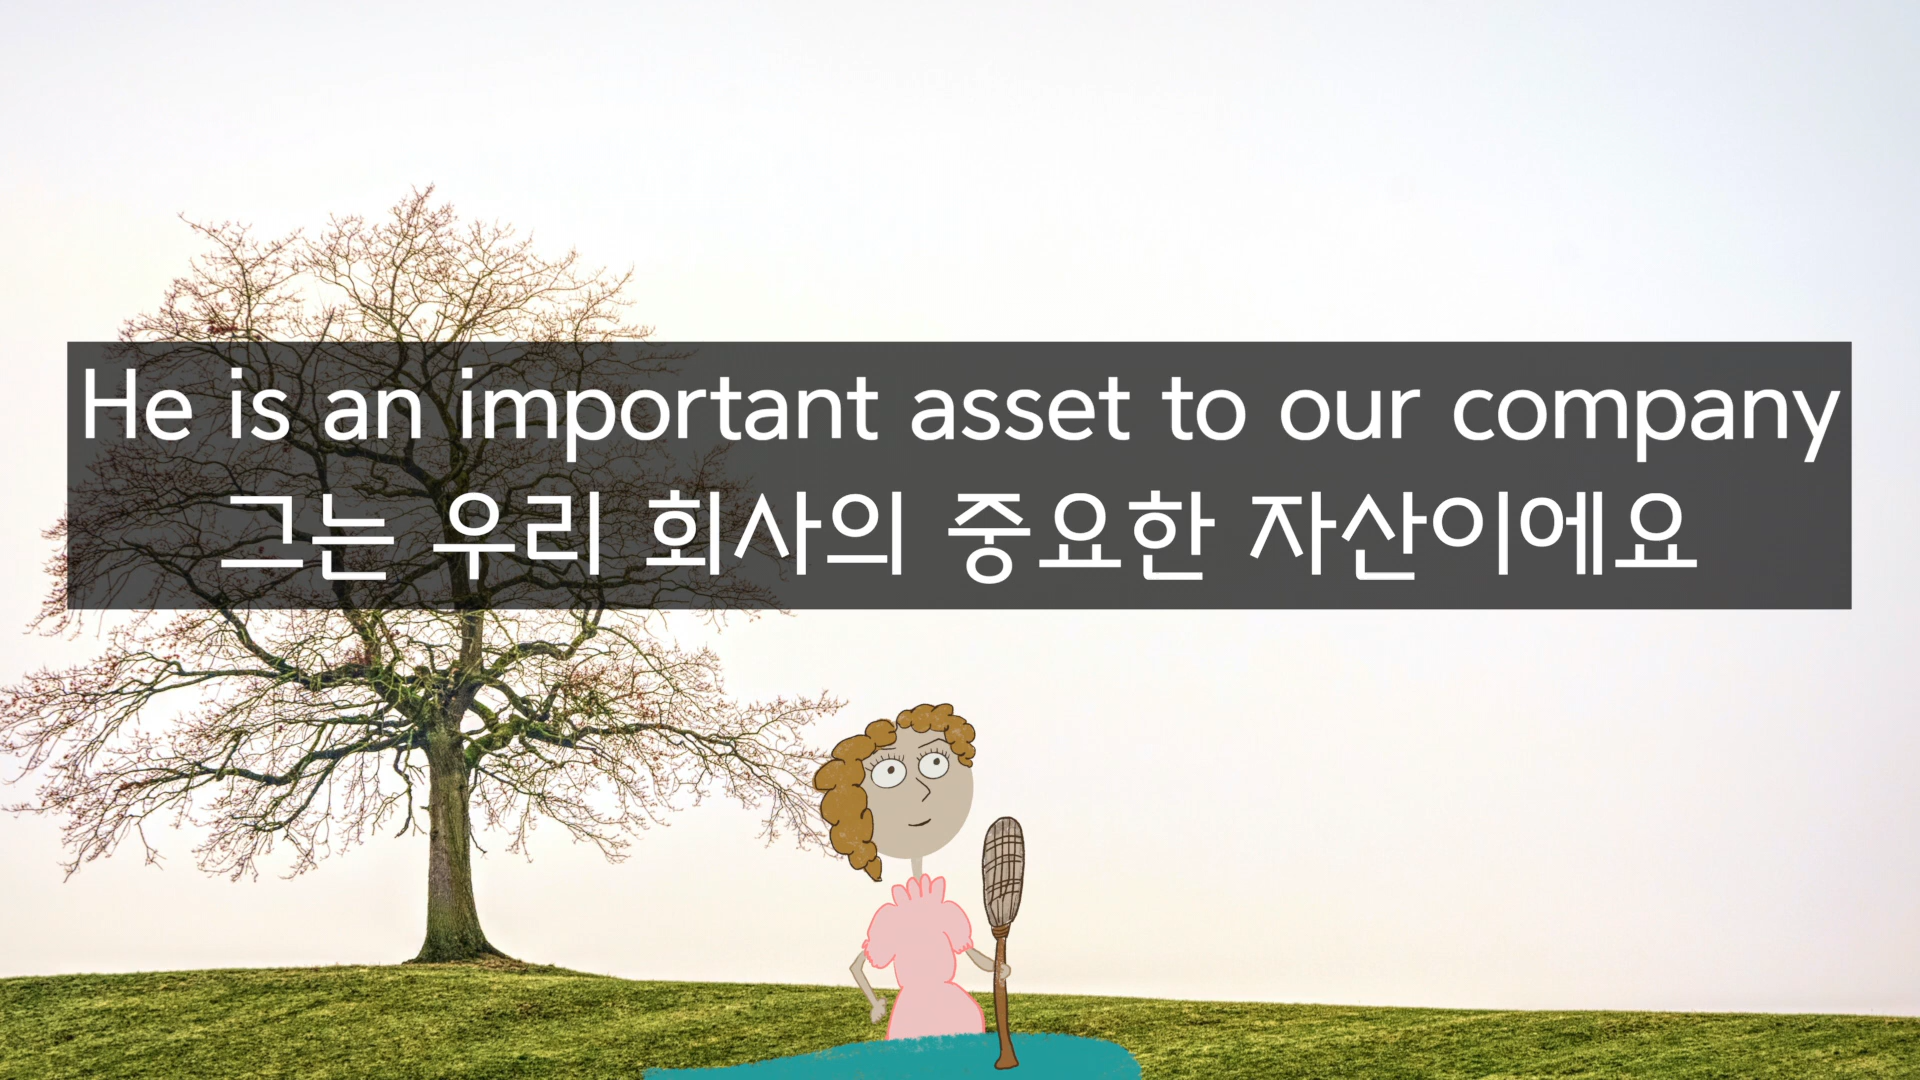 He is an important asset to our company
그는 우리 회사의 중요한 자산이에요